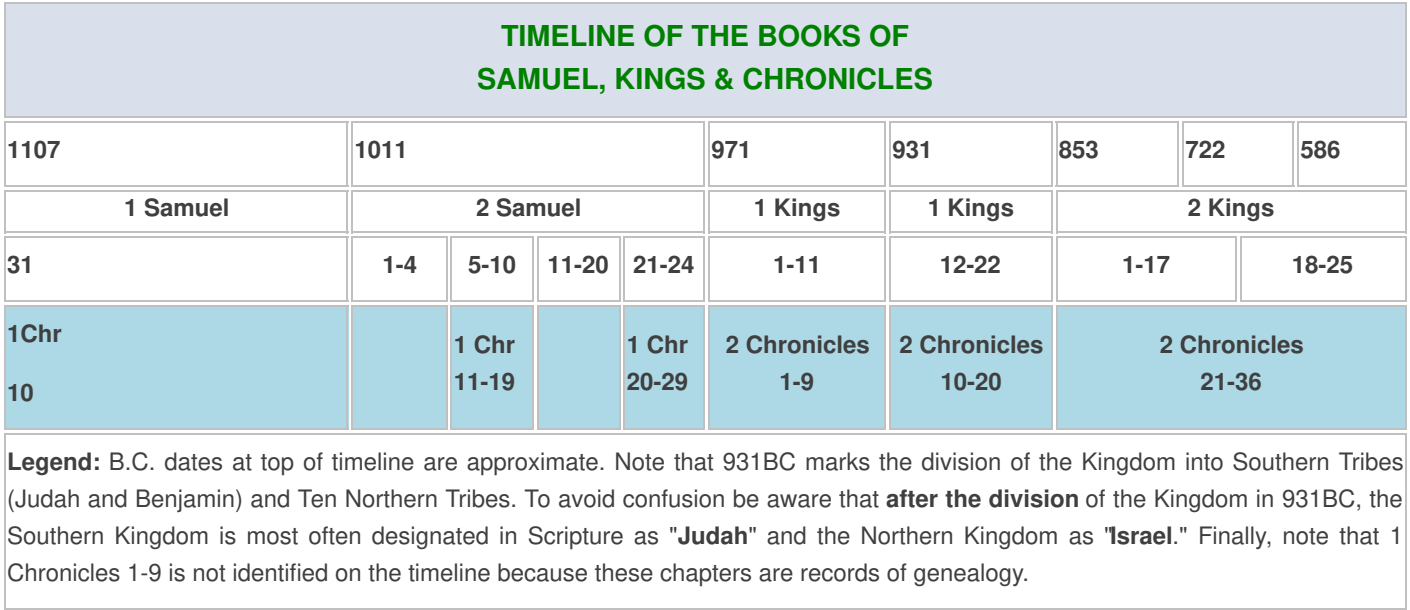 TIMELINE OF THE BOOKS OF
SAMUEL, KINGS & CHRONICLES
1107 1011 971 931 853 722 586
1 Samuel 2 Samuel 1 Kings 1 Kings 2 Kings
31 1-4 5-10 11-20 21-24 1-11 12-22 1-17 18-25
1Chr 1 Chr 1 Chr 2 Chronicles 2 Chronicles 2 Chronicles
10 11-19 20-29 1-9 10-20 21-36
Legend: B.C. dates at top of timeline are approximate. Note that 931BC marks the division of the Kingdom into Southern Tribes
(Judah and Benjamin) and Ten Northern Tribes. To avoid confusion be aware that after the division of the Kingdom in 931BC, the
Southern Kingdom is most often designated in Scripture as "Judah" and the Northern Kingdom as "Israel." Finally, note that 1
Chronicles 1-9 is not identified on the timeline because these chapters are records of genealogy.